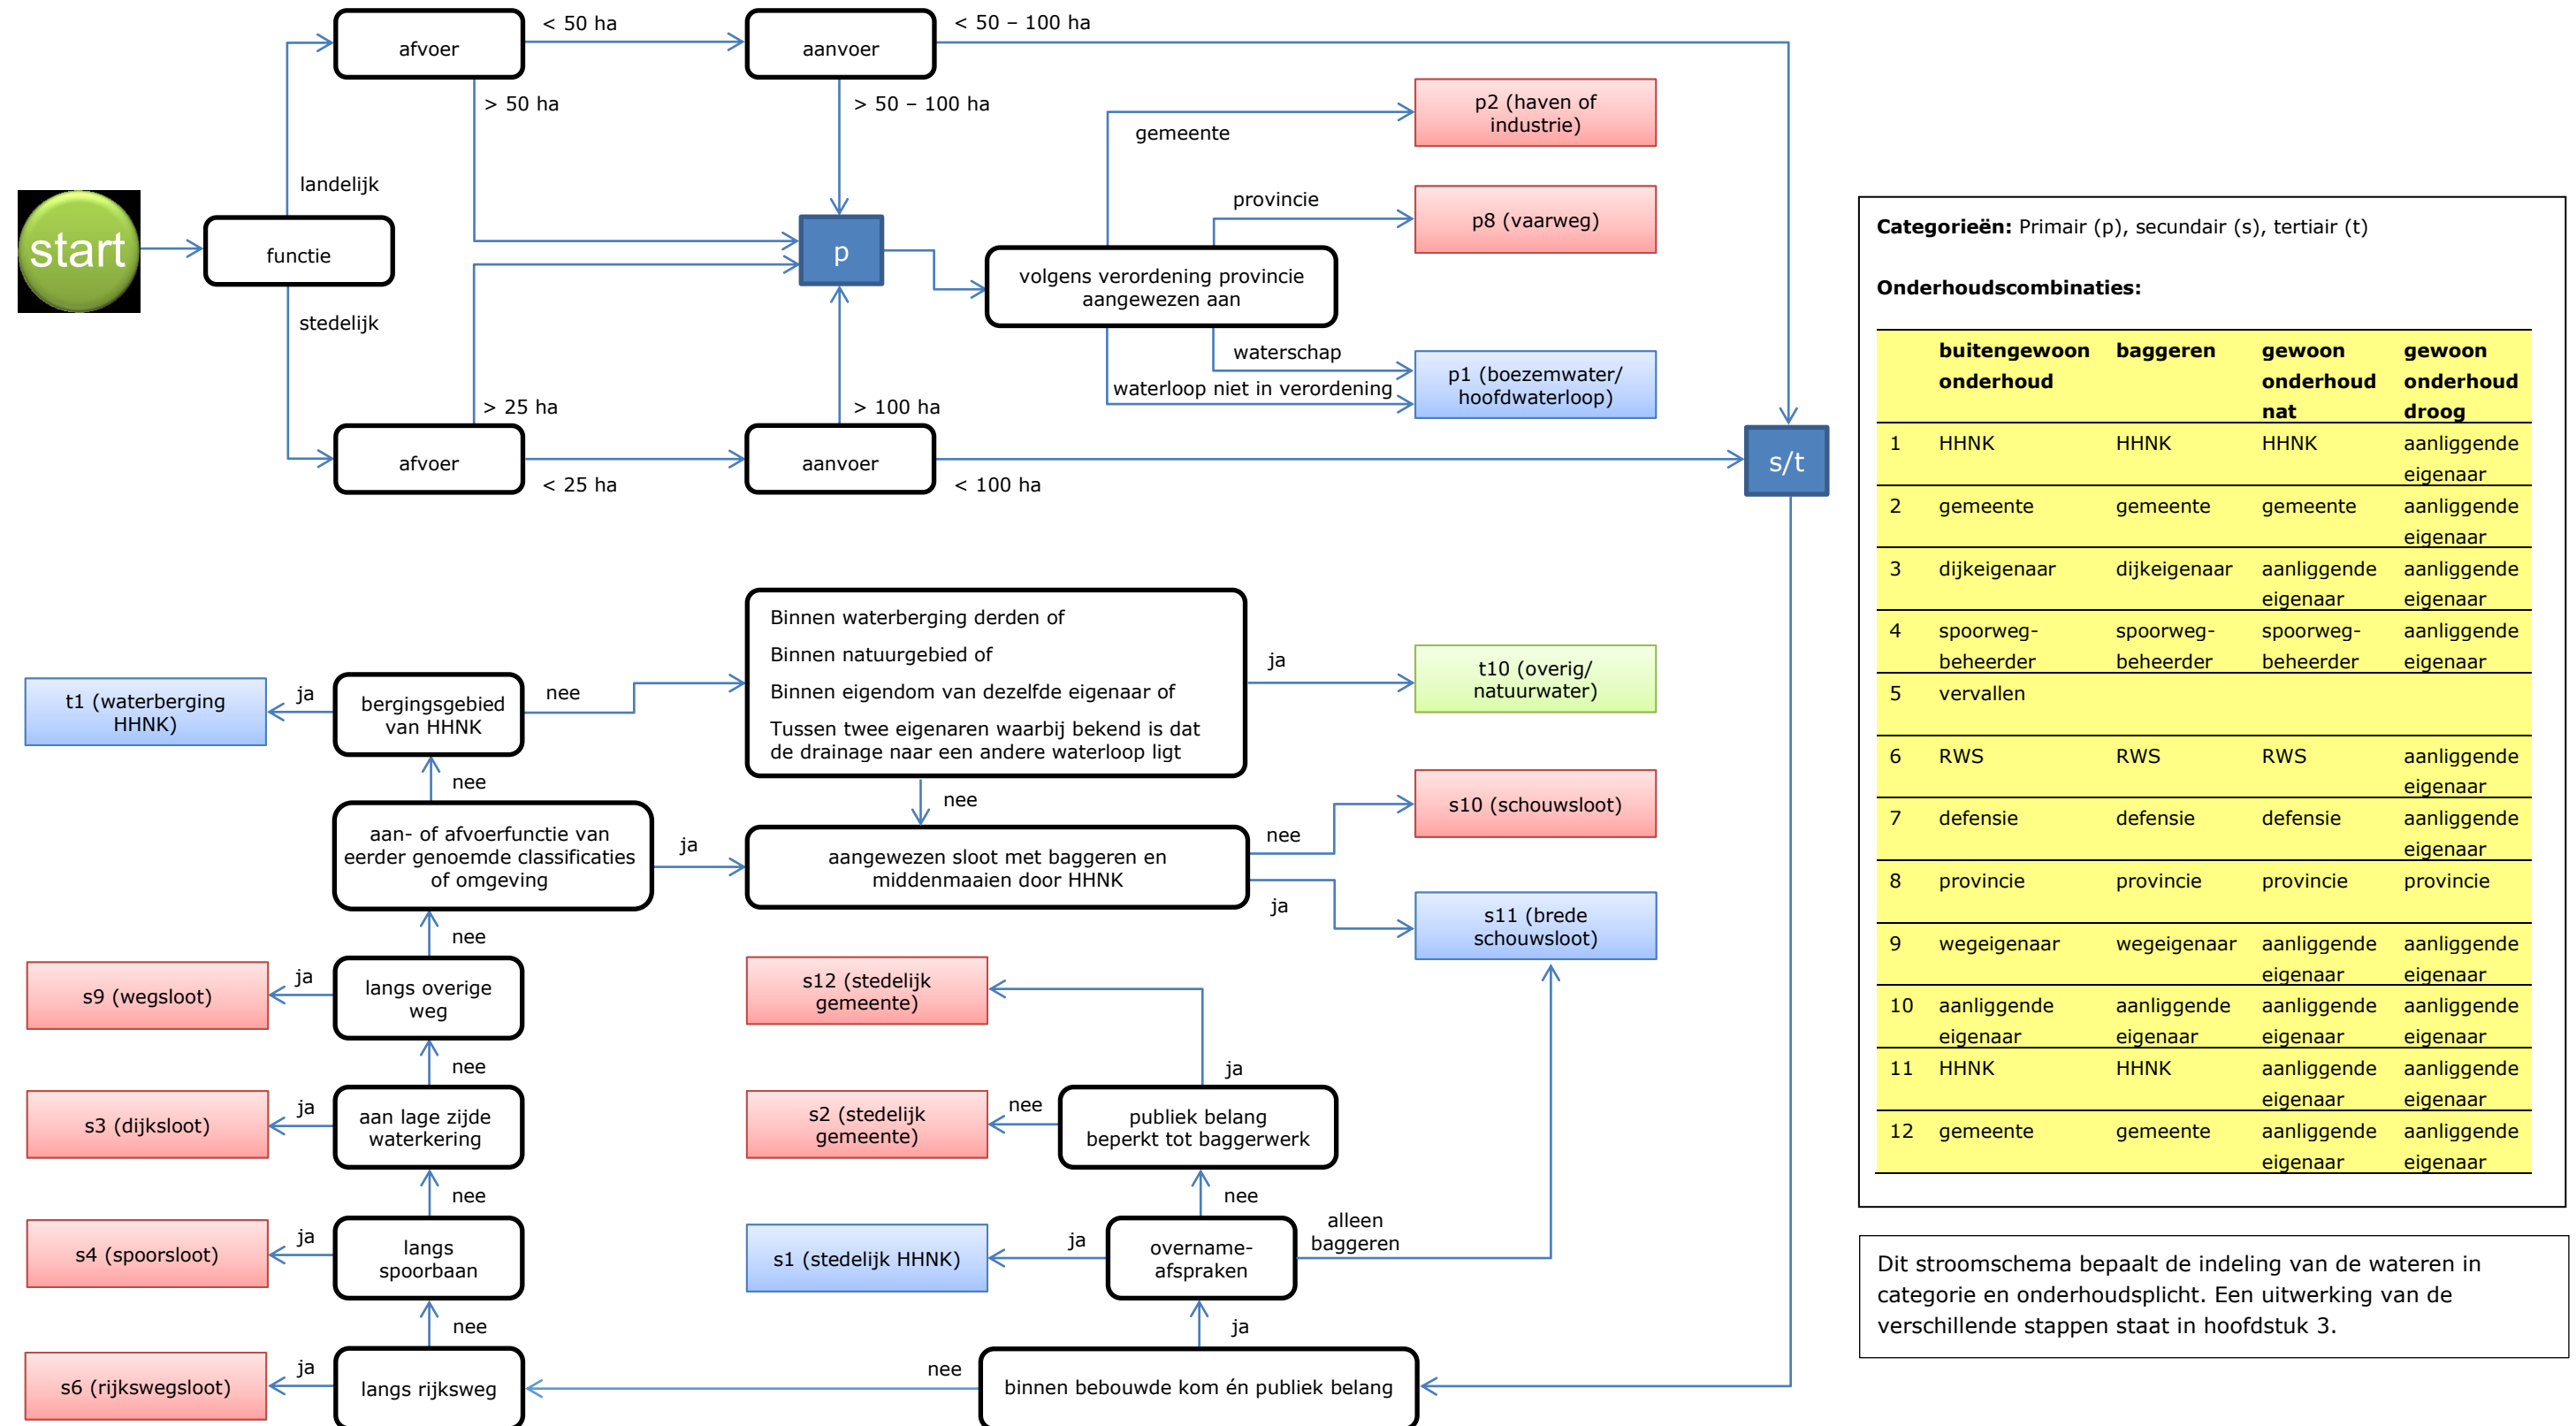 start
functie
landelijk
stedelijk
afvoer
< 50 ha
> 50 ha
aanvoer
< 50 – 100 ha
> 50 – 100 ha
p
afvoer
> 25 ha
< 25 ha
aanvoer
> 100 ha
< 100 ha
s/t
volgens verordening provincie
aangewezen aan
gemeente
p2 (haven of
industrie)
provincie
p8 (vaarweg)
waterschap
waterloop niet in verordening
p1 (boezemwater/
hoofdwaterloop)
t1 (waterberging
HHNK)
ja
bergingsgebied
van HHNK
nee
Binnen waterberging derden of
Binnen natuurgebied of
Binnen eigendom van dezelfde eigenaar of
Tussen twee eigenaren waarbij bekend is dat
de drainage naar een andere waterloop ligt
ja
t10 (overig/
natuurwater)
nee
nee
aan- of afvoerfunctie van
eerder genoemde classificaties
of omgeving
ja
aangewezen sloot met baggeren en
middenmaaien door HHNK
nee
s10 (schouwsloot)
ja
s11 (brede
schouwsloot)
nee
s9 (wegsloot)
ja
langs overige
weg
s12 (stedelijk
gemeente)
nee
ja
s3 (dijksloot)
ja
aan lage zijde
waterkering
s2 (stedelijk
gemeente)
nee
publiek belang
beperkt tot baggerwerk
nee
nee
s4 (spoorsloot)
ja
langs
spoorbaan
s1 (stedelijk HHNK)
ja
overname-
afspraken
alleen
baggeren
nee
ja
s6 (rijkswegsloot)
ja
langs rijksweg
nee
binnen bebouwde kom én publiek belang
Categorieën: Primair (p), secundair (s), tertiair (t)
Onderhoudscombinaties:
buitengewoon baggeren gewoon gewoon
onderhoud onderhoud onderhoud
nat droog
1 HHNK HHNK HHNK aanliggende
eigenaar
2 gemeente gemeente gemeente aanliggende
eigenaar
3 dijkeigenaar dijkeigenaar aanliggende aanliggende
eigenaar eigenaar
4 spoorweg- spoorweg- spoorweg- aanliggende
beheerder beheerder beheerder eigenaar
5 vervallen
6 RWS RWS RWS aanliggende
eigenaar
7 defensie defensie defensie aanliggende
eigenaar
8 provincie provincie provincie provincie
9 wegeigenaar wegeigenaar aanliggende aanliggende
eigenaar eigenaar
10 aanliggende aanliggende aanliggende aanliggende
eigenaar eigenaar eigenaar eigenaar
11 HHNK HHNK aanliggende aanliggende
eigenaar eigenaar
12 gemeente gemeente aanliggende aanliggende
eigenaar eigenaar
Dit stroomschema bepaalt de indeling van de wateren in
categorie en onderhoudsplicht. Een uitwerking van de
verschillende stappen staat in hoofdstuk 3.